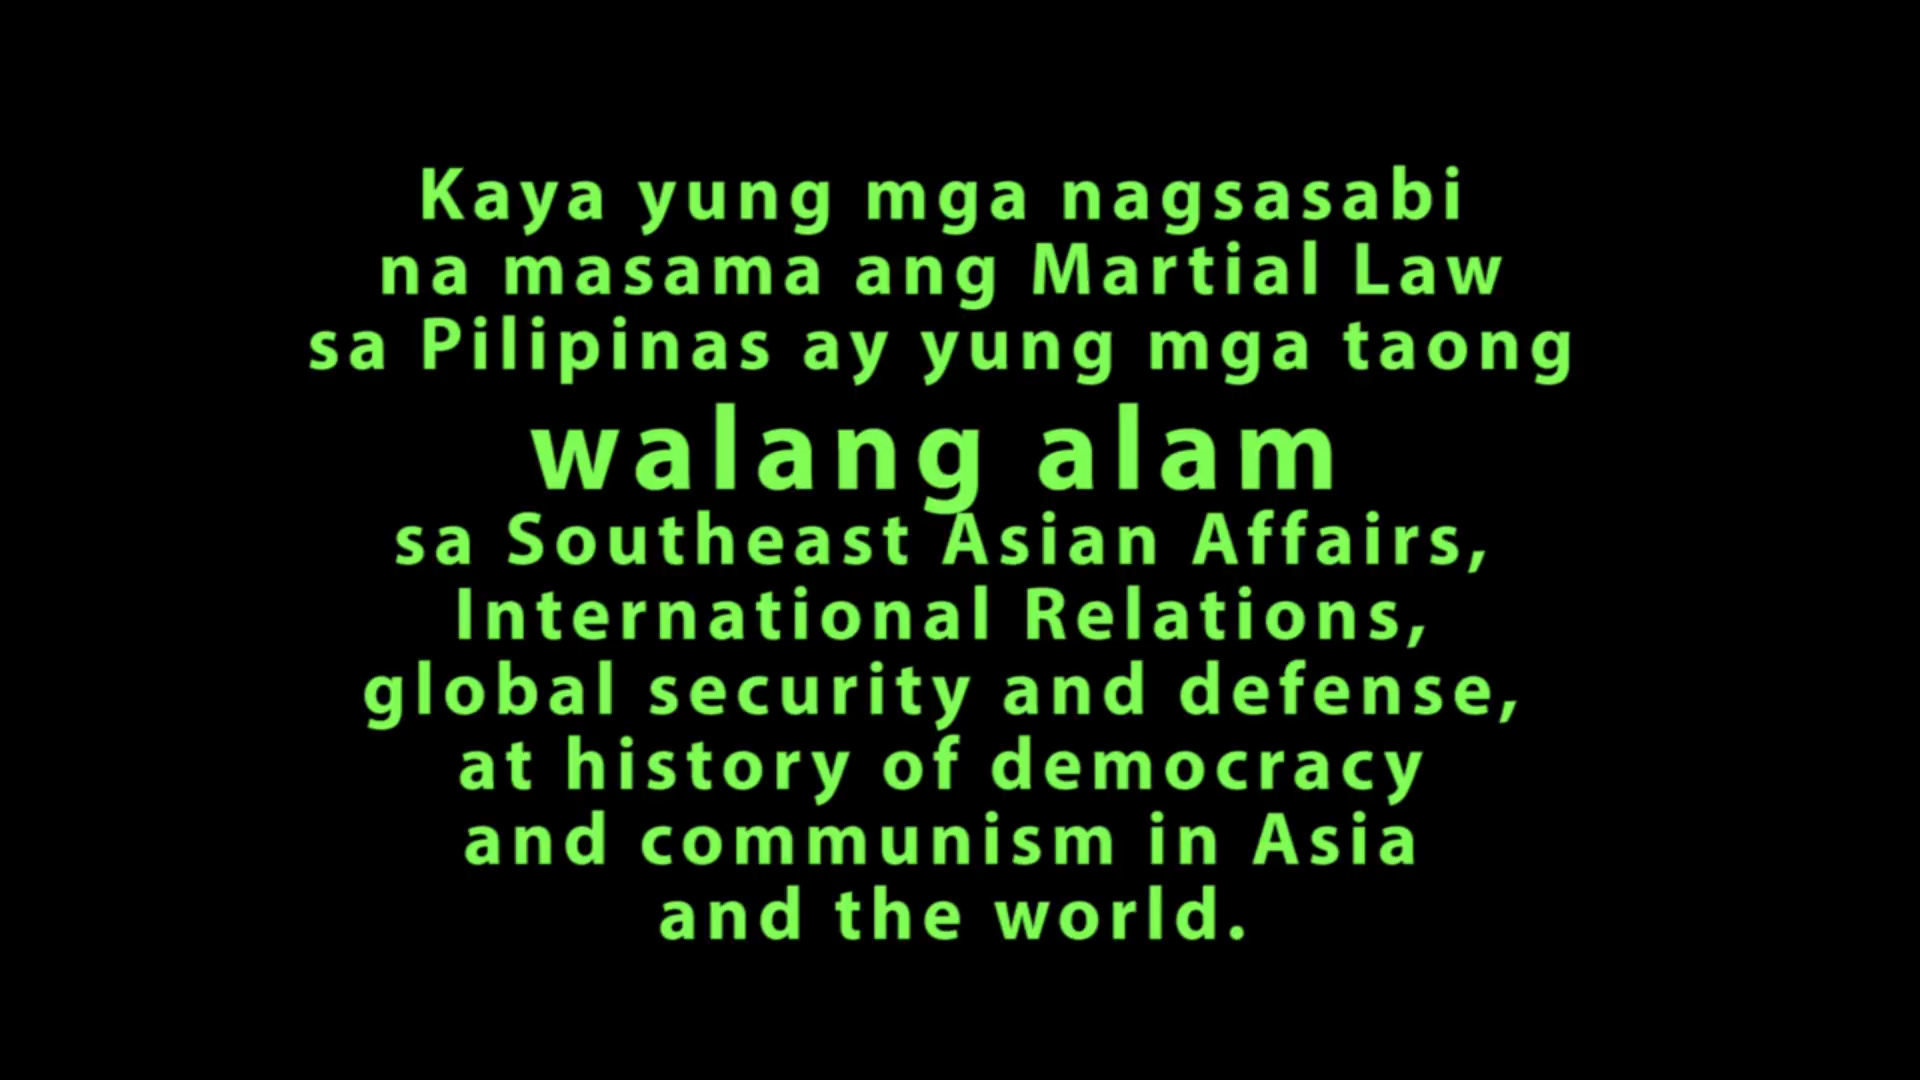 Kaya yung mga nagsasabi
na masama ang Martial Law
sa Pilipinas ay yung mga taong
walang alam
sa Southeast Asian Affairs,
International Relations,
global security and defense,
at history of democracy
and communism in Asia
and the world.